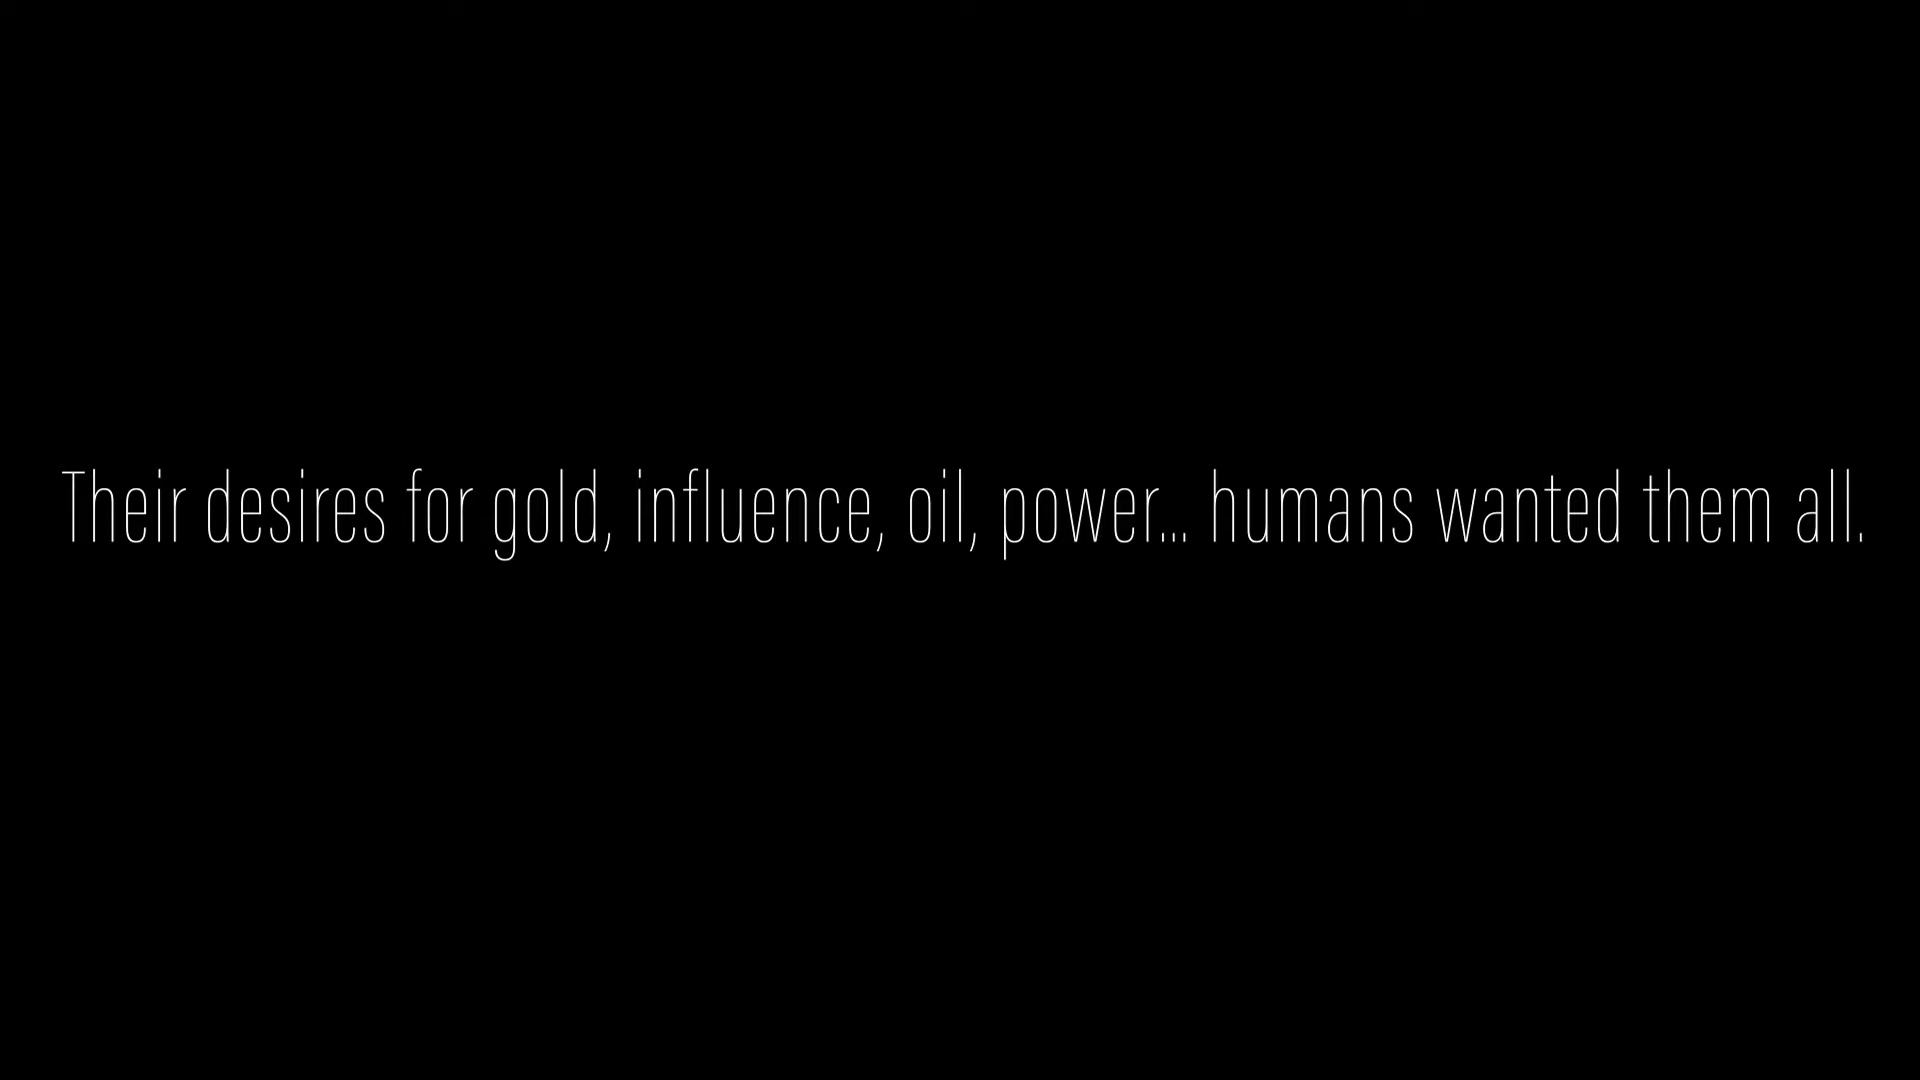 Their desires for gold, influence, oil, power... humans wanted them all.